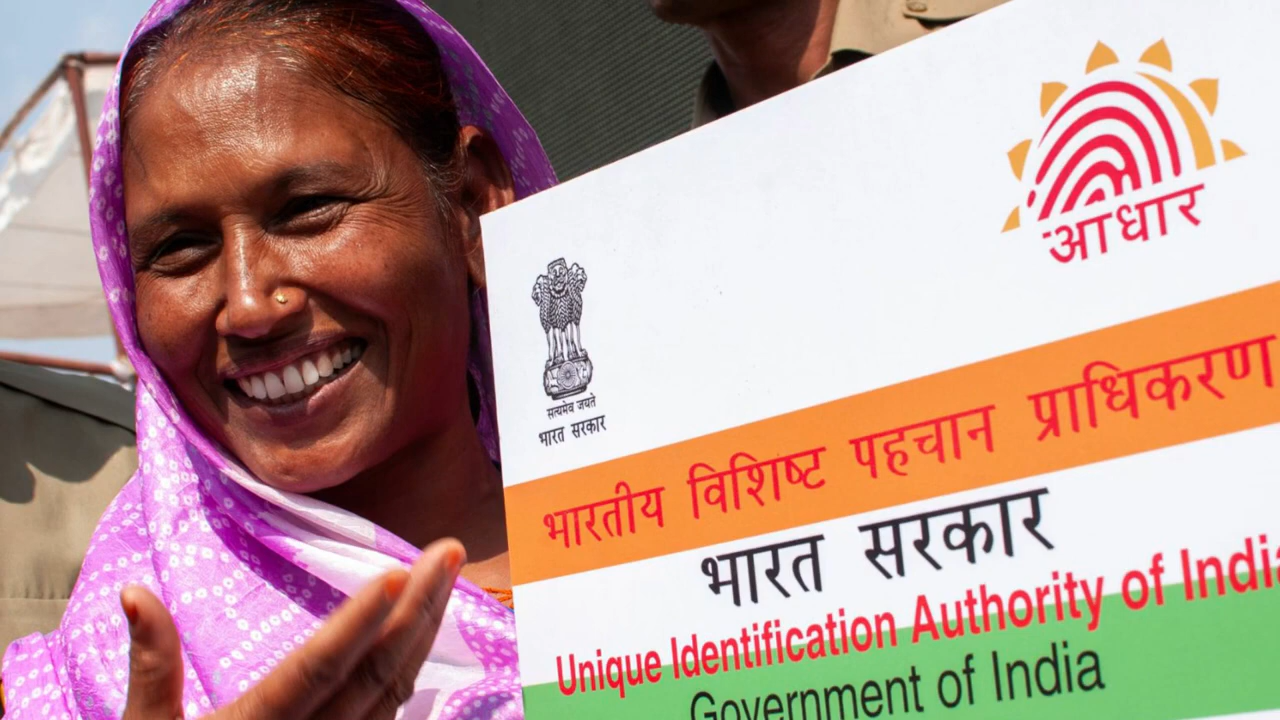 आधार
सत्यमेव जयते
भारत सरकार
भारतीय विशिष्ट पहचान प्राधिकरण
भारत सरकार
Unique Identification Authority of India
Government of India